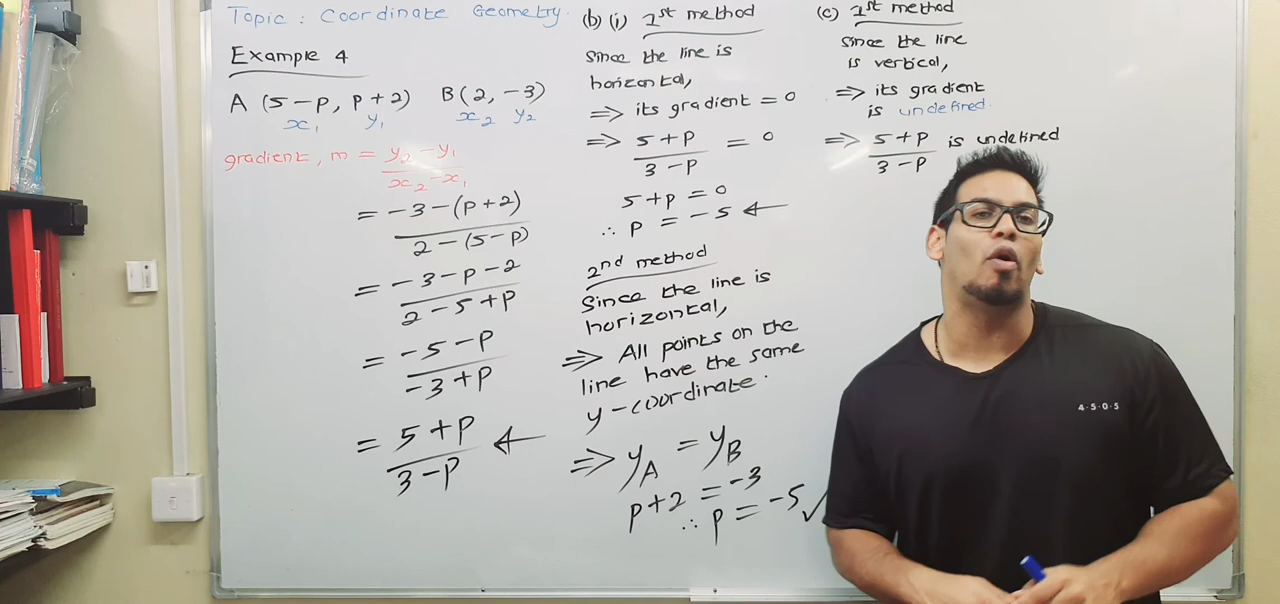 Topic : Coordinate Geometry.
Example 4
A (5-p, p+2) B(2, -3)
x₁ y₁ x₂ y₂
gradient, m = y₂-y₁
x₂-x₁
= -3-(p+2)
2-(5-p)
= -3-p-2
2-5+p
= -5-p
-3+p
= 5+p ←
3-p
(b) (i) 1st method
Since the line is
horizontal,
⇒ its gradient = 0
⇒ 5+p = 0
3-p
5+p = 0
∴ p = -5 ←
2nd method
Since the line is
horizontal,
⇒ All points on the
line have the same
y-coordinate.
⇒ yA = yB
p+2 = -3
∴ p = -5 ✓
(c) 1st method
Since the line
is vertical,
⇒ its gradient
is undefined.
⇒ 5+p is undefined
3-p
4·5·0·5